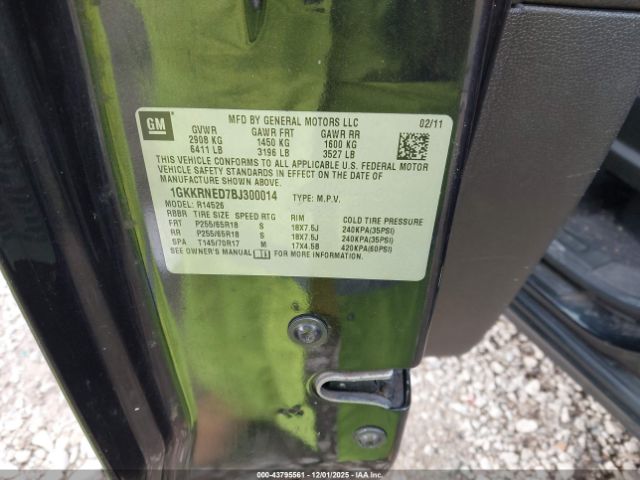 GM
MFD BY GENERAL MOTORS LLC 02/11
GVWR GAWR FRT GAWR RR
2908 KG 1450 KG 1600 KG
6411 LB 3196 LB 3527 LB
THIS VEHICLE CONFORMS TO ALL APPLICABLE U.S. FEDERAL MOTOR
VEHICLE SAFETY STANDARDS IN EFFECT ON THE DATE OF
MANUFACTURE SHOWN ABOVE.
1GKKRNED7BJ300014 TYPE: M.P.V.
MODEL: R14526
RBBR TIRE SIZE SPEED RTG RIM COLD TIRE PRESSURE
FRT P255/65R18 S 18X7.5J 240KPA(35PSI)
RR P255/65R18 S 18X7.5J 240KPA(35PSI)
SPA T145/70R17 M 17X4.5B 420KPA(60PSI)
SEE OWNER'S MANUAL FOR MORE INFORMATION.
000-43795561 - 12/01/2025 - IAA Holdings, LLC